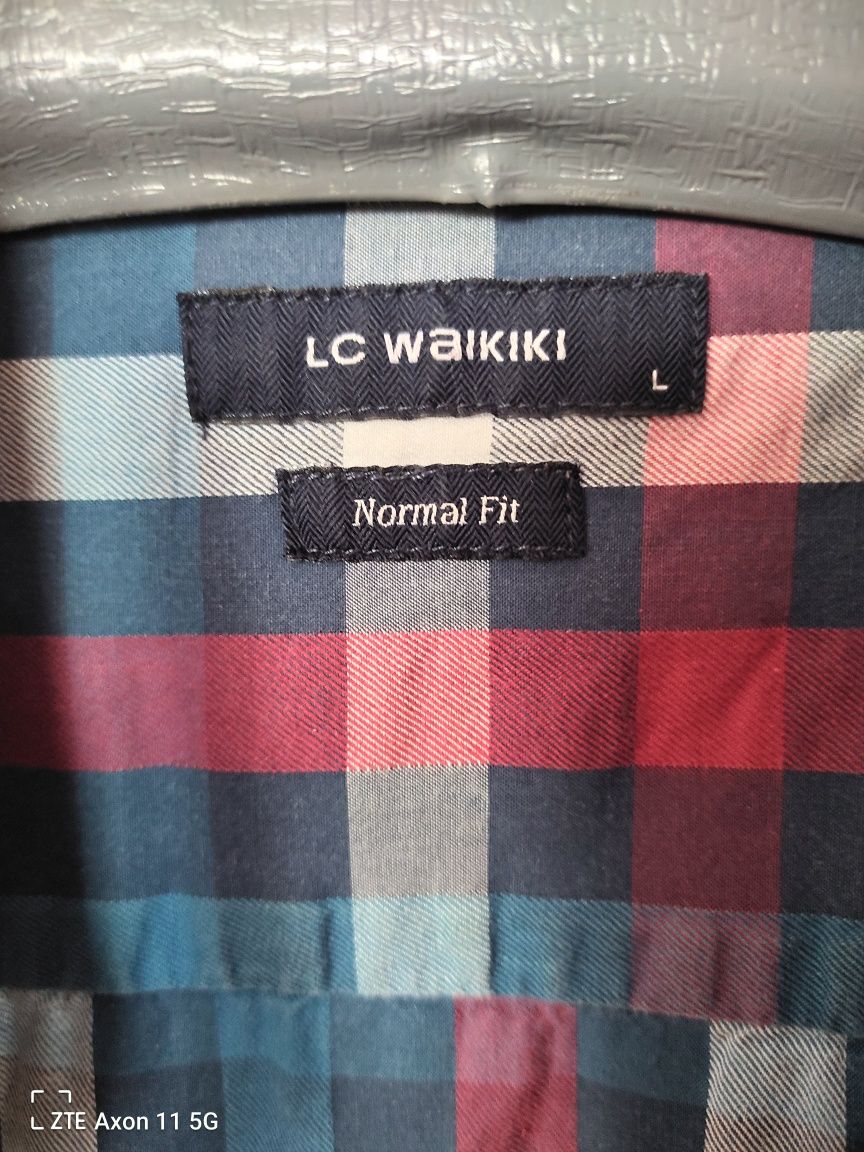 LC WAIKIKI
L
Normal Fit
ZTE Axon 11 5G